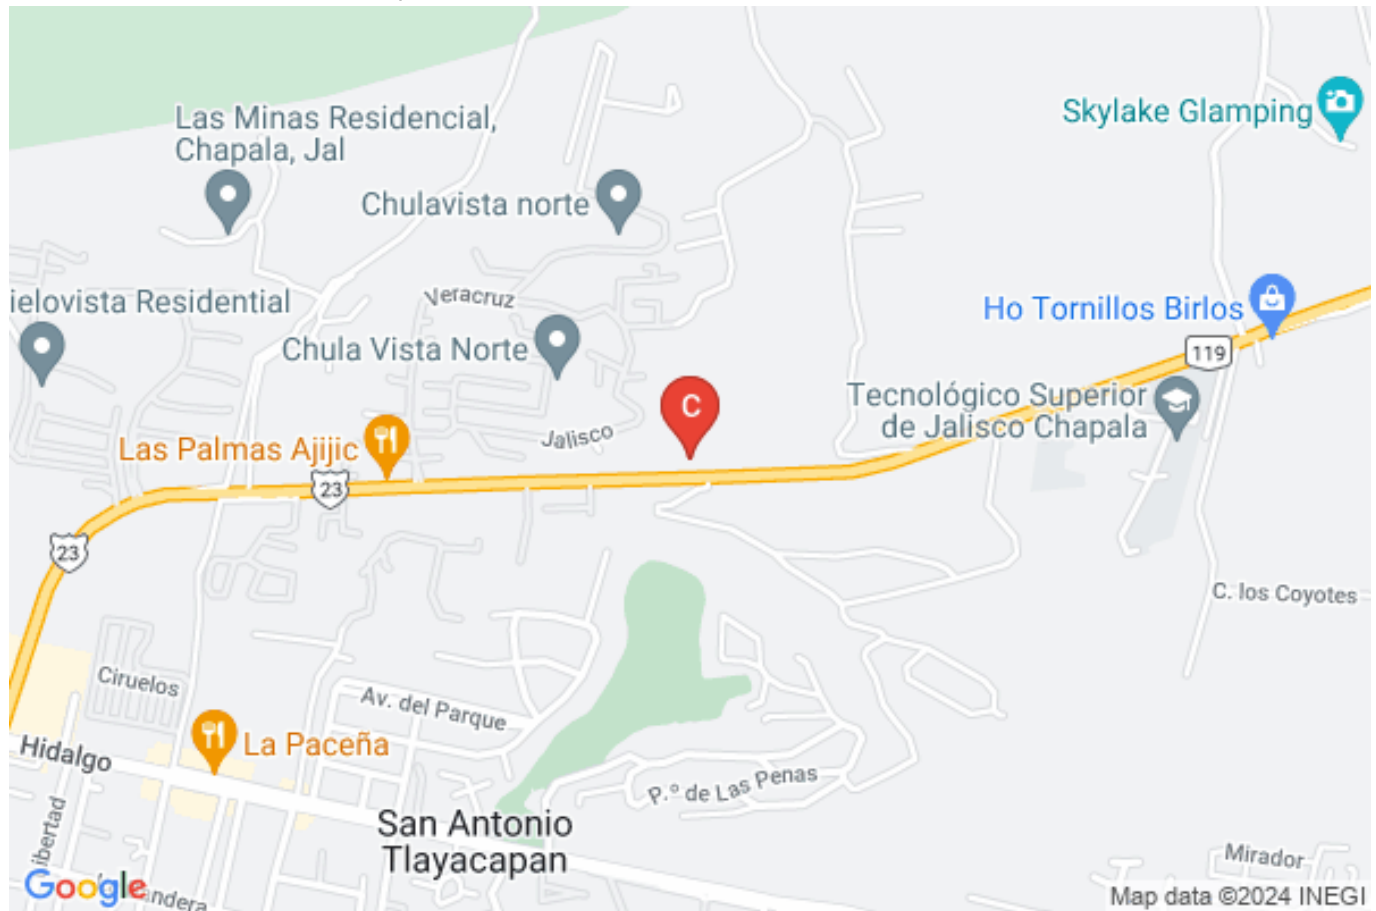 Las Minas Residencial,
Chapala, Jal
Skylake Glamping
Chulavista norte
ielovista Residential
Veracruz
Ho Tornillos Birlos
Chula Vista Norte
119
C
Tecnológico Superior
de Jalisco Chapala
Jalisco
Las Palmas Ajijic
23
23
C. los Coyotes
Ciruelos
Av. del Parque
Hidalgo
La Paceña
P.º de Las Penas
San Antonio
Tlayacapan
ibertad
Mirador
Google
andera
Map data ©2024 INEGI